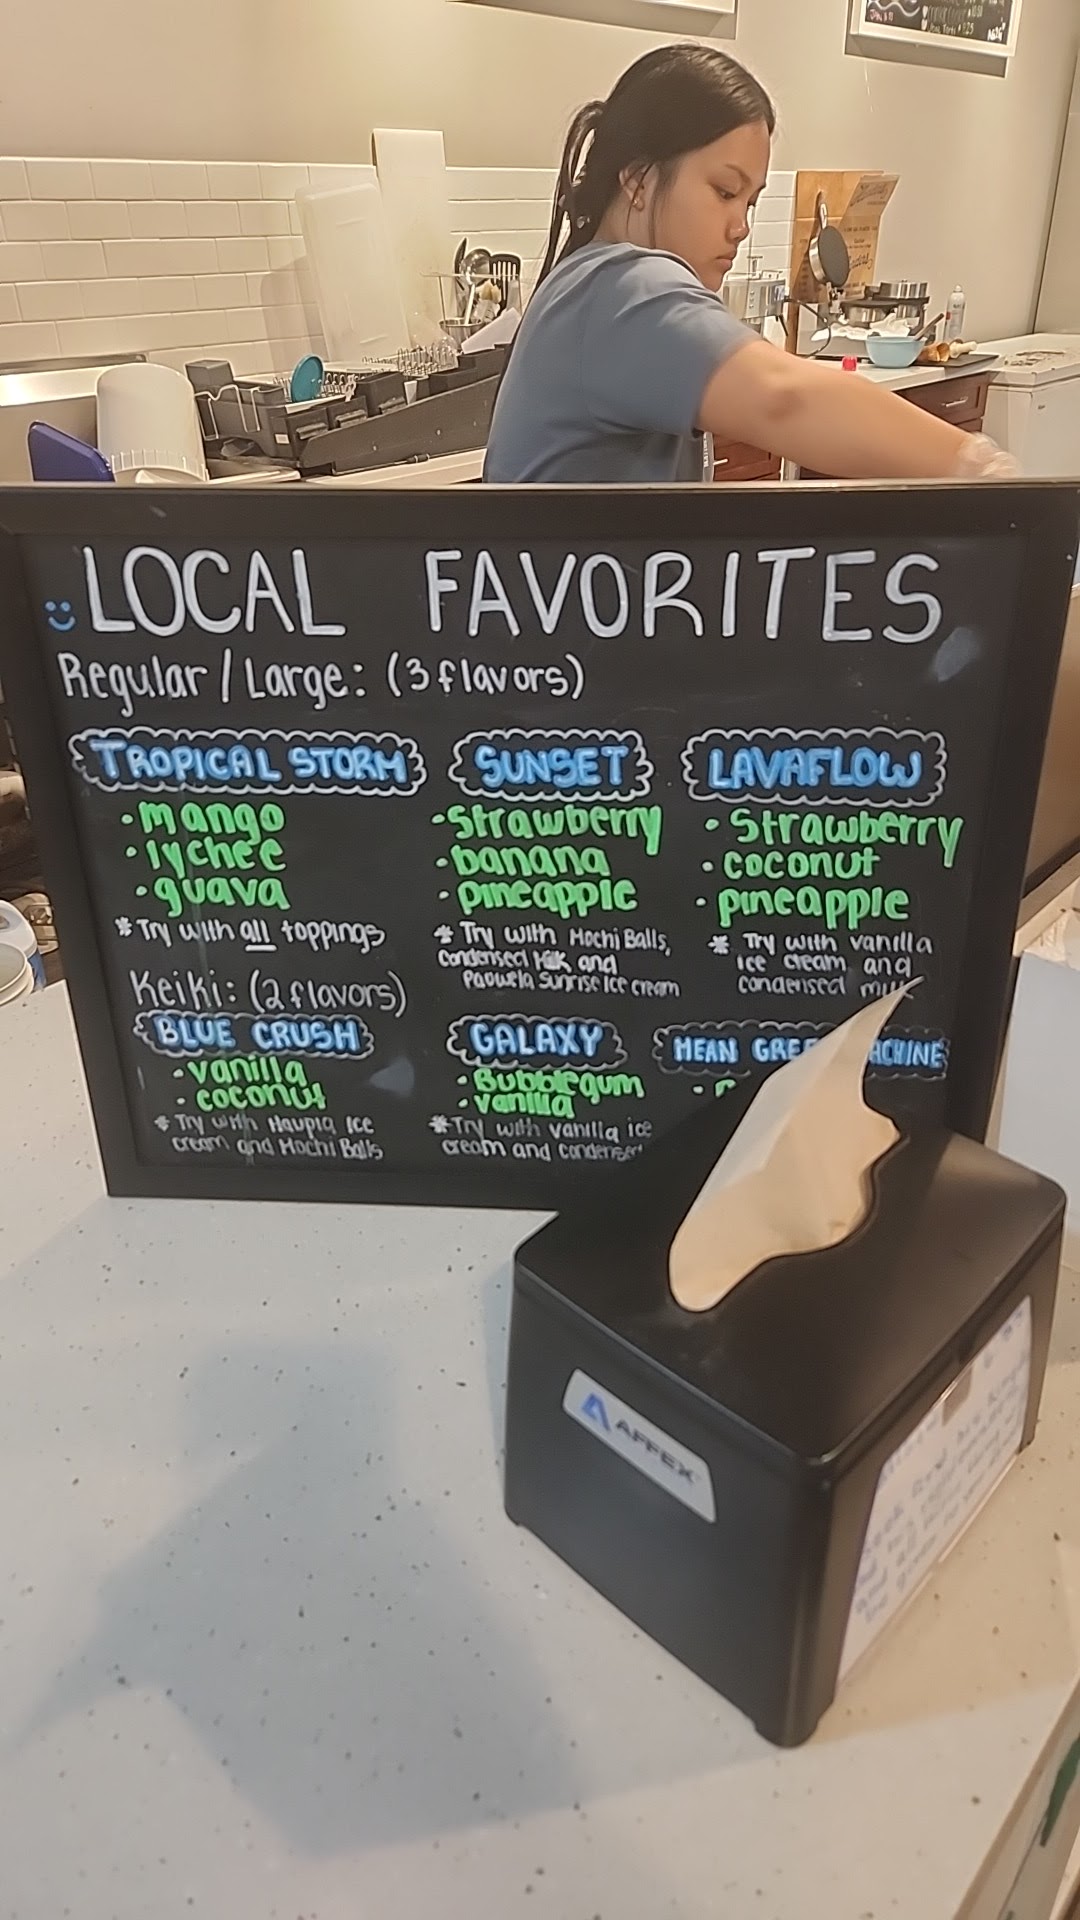 LOCAL FAVORITES
Regular / Large: (3 flavors)
TROPICAL STORM
• mango
• lychee
• guava
* Try with all toppings
SUNSET
• Strawberry
• banana
• pineapple
* Try with Mochi Balls,
Condensed Milk and
Pauwela Sunrise Ice cream
LAVAFLOW
• Strawberry
• coconut
• pineapple
* Try with vanilla
Ice cream and
condensed milk
Keiki: (2 flavors)
BLUE CRUSH
• vanilla
• coconut
* Try with Haupia Ice
cream and Mochi Balls
GALAXY
• Bubblegum
• vanilla
* Try with vanilla ice
cream and condensed
MEAN
AFFEX